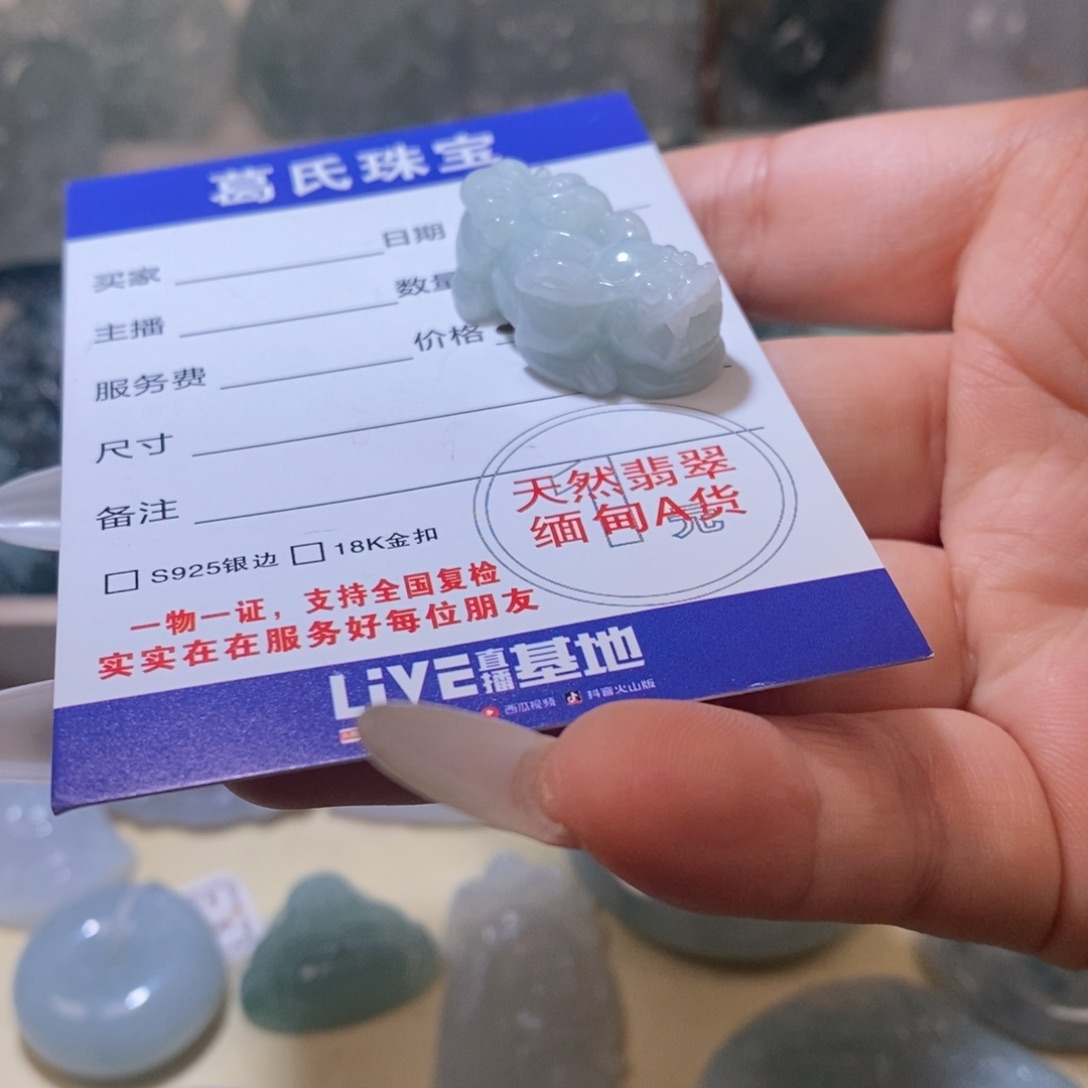 葛氏珠宝
买家 日期
主播 数量
服务费 价格
尺寸
备注
天然翡翠
缅甸A货
S925银边 18K金扣
一物一证，支持全国复检
实实在在服务好每位朋友
LiVE直播基地
西瓜视频 抖音火山版